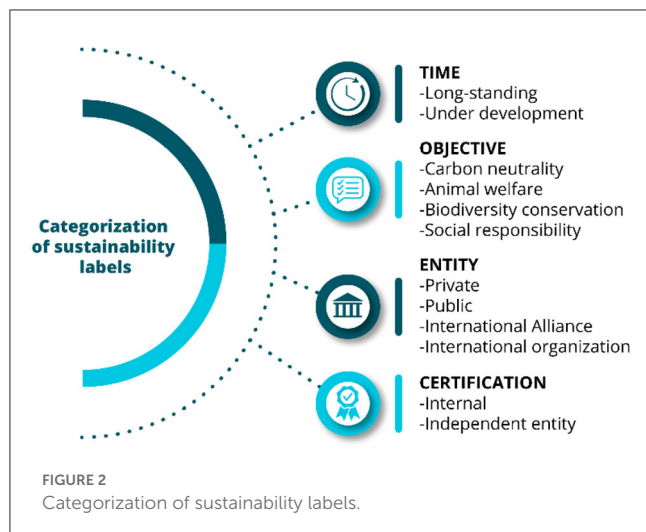 Categorization
of sustainability
labels
TIME
-Long-standing
-Under development
OBJECTIVE
-Carbon neutrality
-Animal welfare
-Biodiversity conservation
-Social responsibility
ENTITY
-Private
-Public
-International Alliance
-International organization
CERTIFICATION
-Internal
-Independent entity
FIGURE 2
Categorization of sustainability labels.